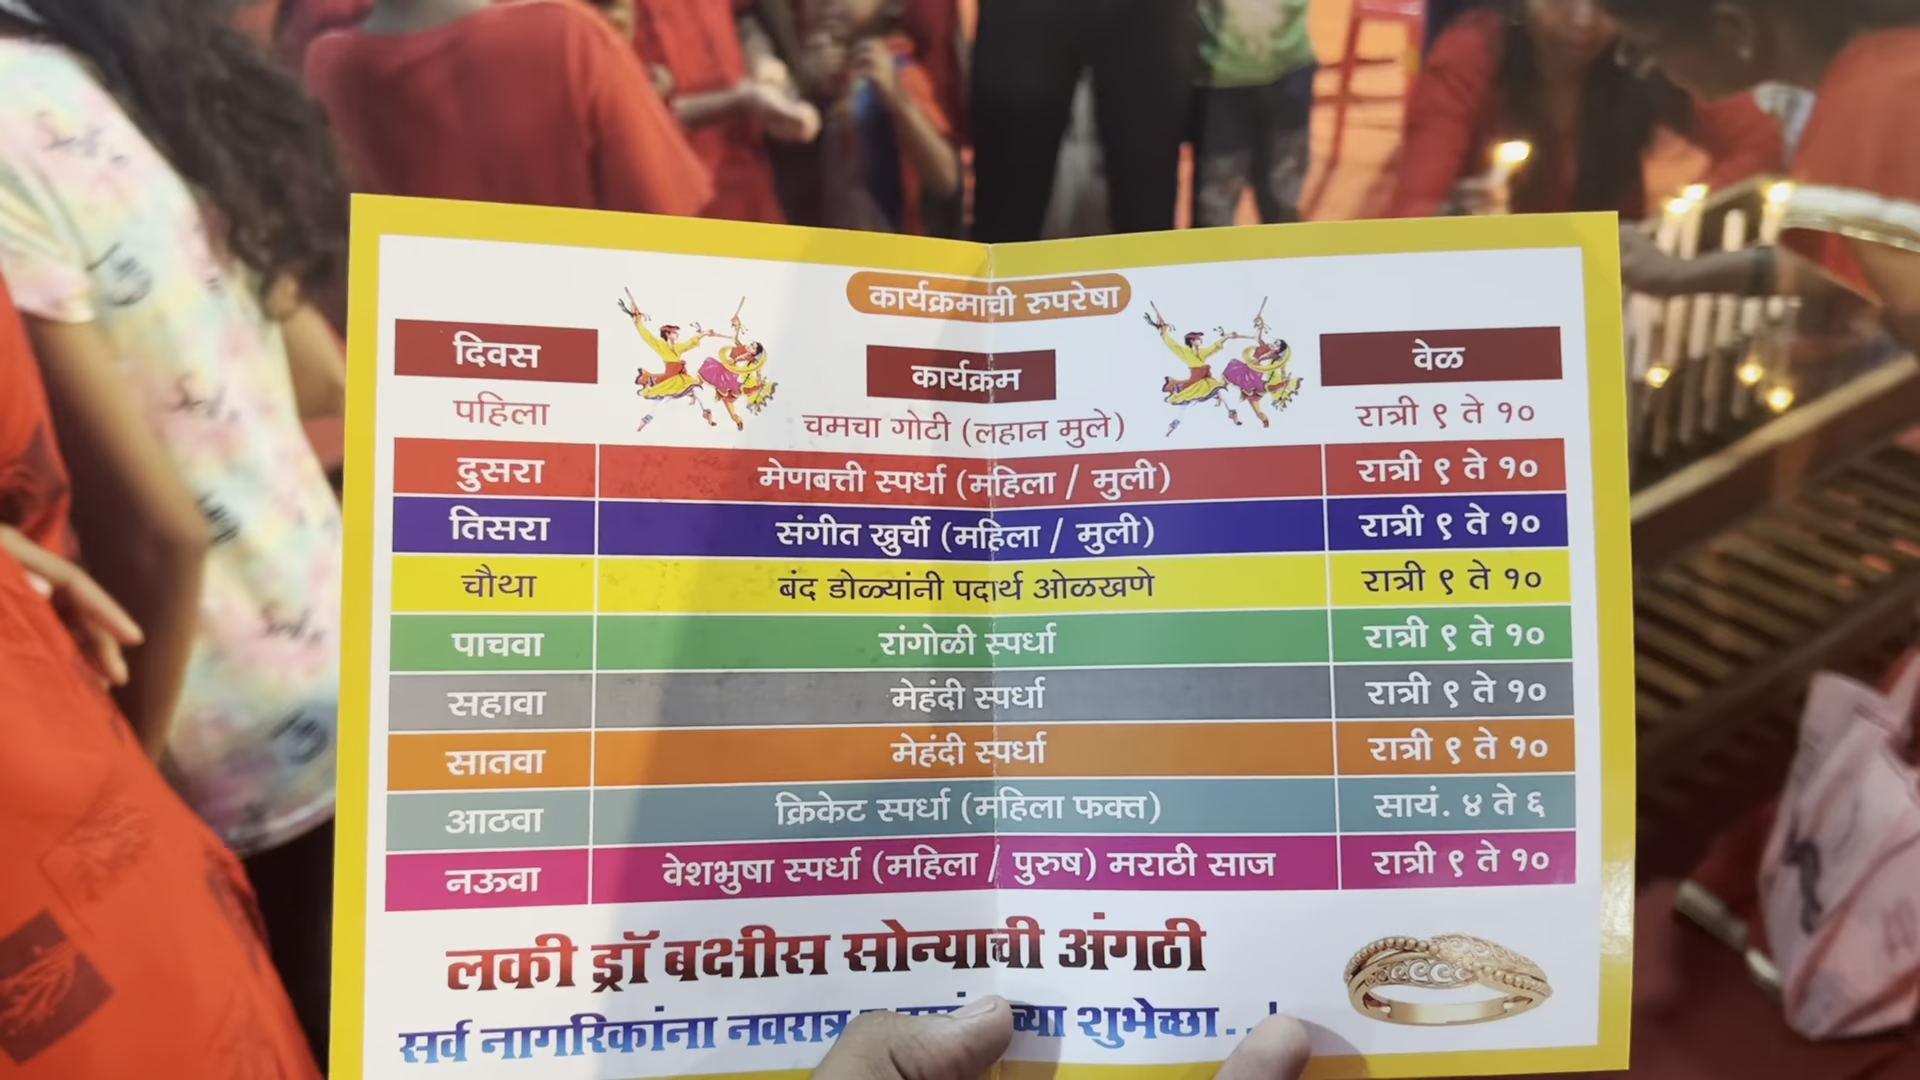 कार्यक्रमाची रुपरेषा
दिवस कार्यक्रम वेळ
पहिला चमचा गोटी (लहान मुले) रात्री ९ ते १०
दुसरा मेणबत्ती स्पर्धा (महिला / मुली) रात्री ९ ते १०
तिसरा संगीत खुर्ची (महिला / मुली) रात्री ९ ते १०
चौथा बंद डोळ्यांनी पदार्थ ओळखणे रात्री ९ ते १०
पाचवा रांगोळी स्पर्धा रात्री ९ ते १०
सहावा मेहंदी स्पर्धा रात्री ९ ते १०
सातवा मेहंदी स्पर्धा रात्री ९ ते १०
आठवा क्रिकेट स्पर्धा (महिला फक्त) सायं. ४ ते ६
नऊवा वेशभुषा स्पर्धा (महिला / पुरुष) मराठी साज रात्री ९ ते १०
लकी ड्रॉ बक्षीस सोन्याची अंगठी
सर्व नागरिकांना नवरात्र शुभेच्छा..!